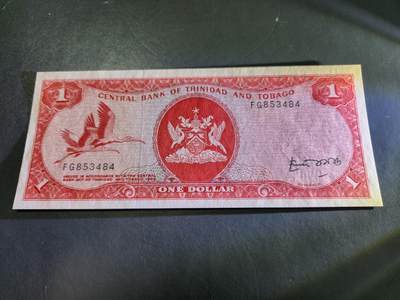 1 CENTRAL BANK OF TRINIDAD AND TOBAGO 1
FG853484
FG853484
1 ONE DOLLAR 1